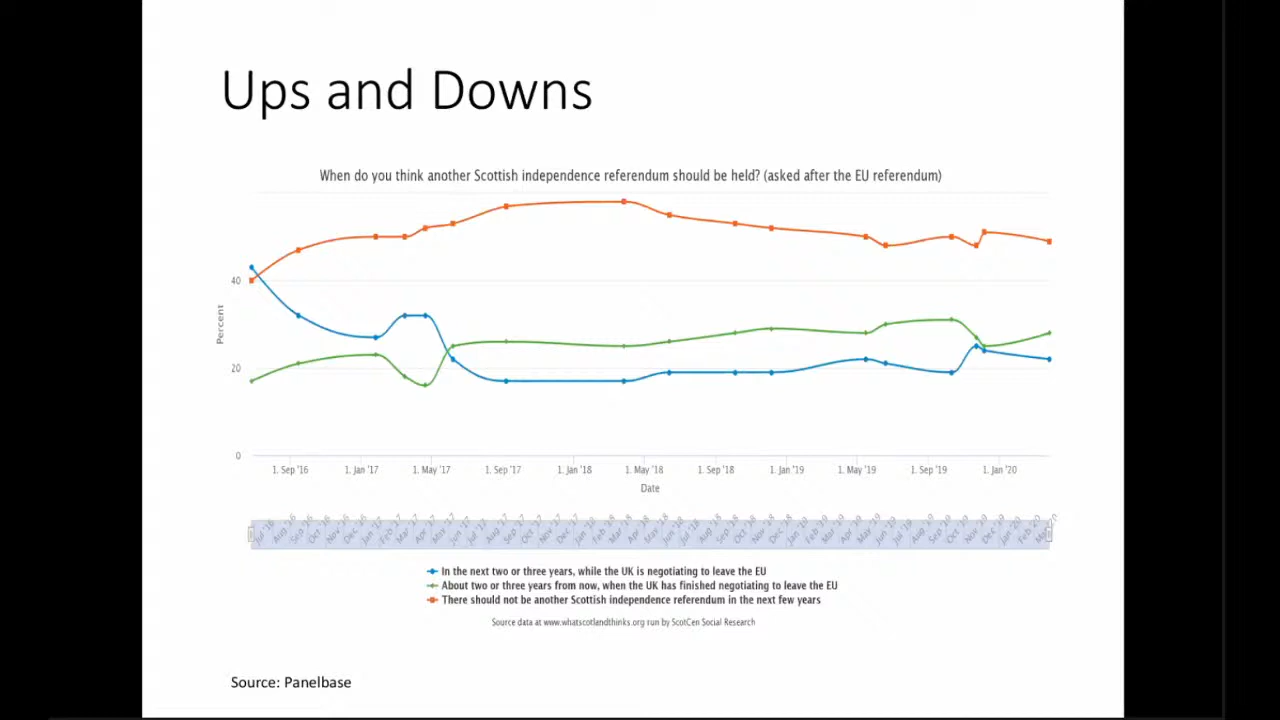 Ups and Downs
When do you think another Scottish independence referendum should be held? (asked after the EU referendum)
40
Percent
20
0
1. Sep '16 1. Jan '17 1. May '17 1. Sep '17 1. Jan '18 1. May '18 1. Sep '18 1. Jan '19 1. May '19 1. Sep '19 1. Jan '20
Date
In the next two or three years, while the UK is negotiating to leave the EU
About two or three years from now, when the UK has finished negotiating to leave the EU
There should not be another Scottish independence referendum in the next few years
Source data at www.whatscotlandthinks.org run by ScotCen Social Research
Source: Panelbase